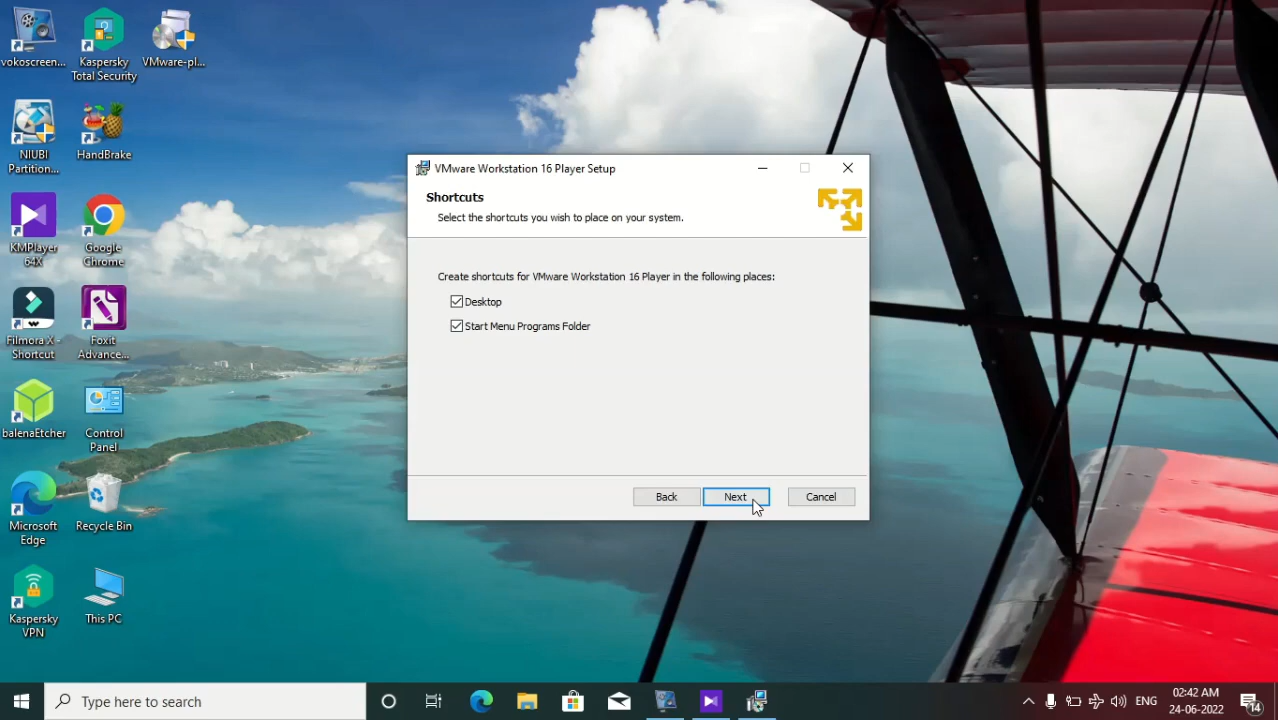 vokoscreen...
Kaspersky
Total Security
VMware-pl...
NIUBI
Partition...
HandBrake
KMPlayer
64X
Google
Chrome
Filmora X -
Shortcut
Foxit
Advance...
balenaEtcher
Control
Panel
Microsoft
Edge
Recycle Bin
Kaspersky
VPN
This PC
VMware Workstation 16 Player Setup
Shortcuts
Select the shortcuts you wish to place on your system.
Create shortcuts for VMware Workstation 16 Player in the following places:
Desktop
Start Menu Programs Folder
Back
Next
Cancel
Type here to search
ENG
02:42 AM
24-06-2022
14